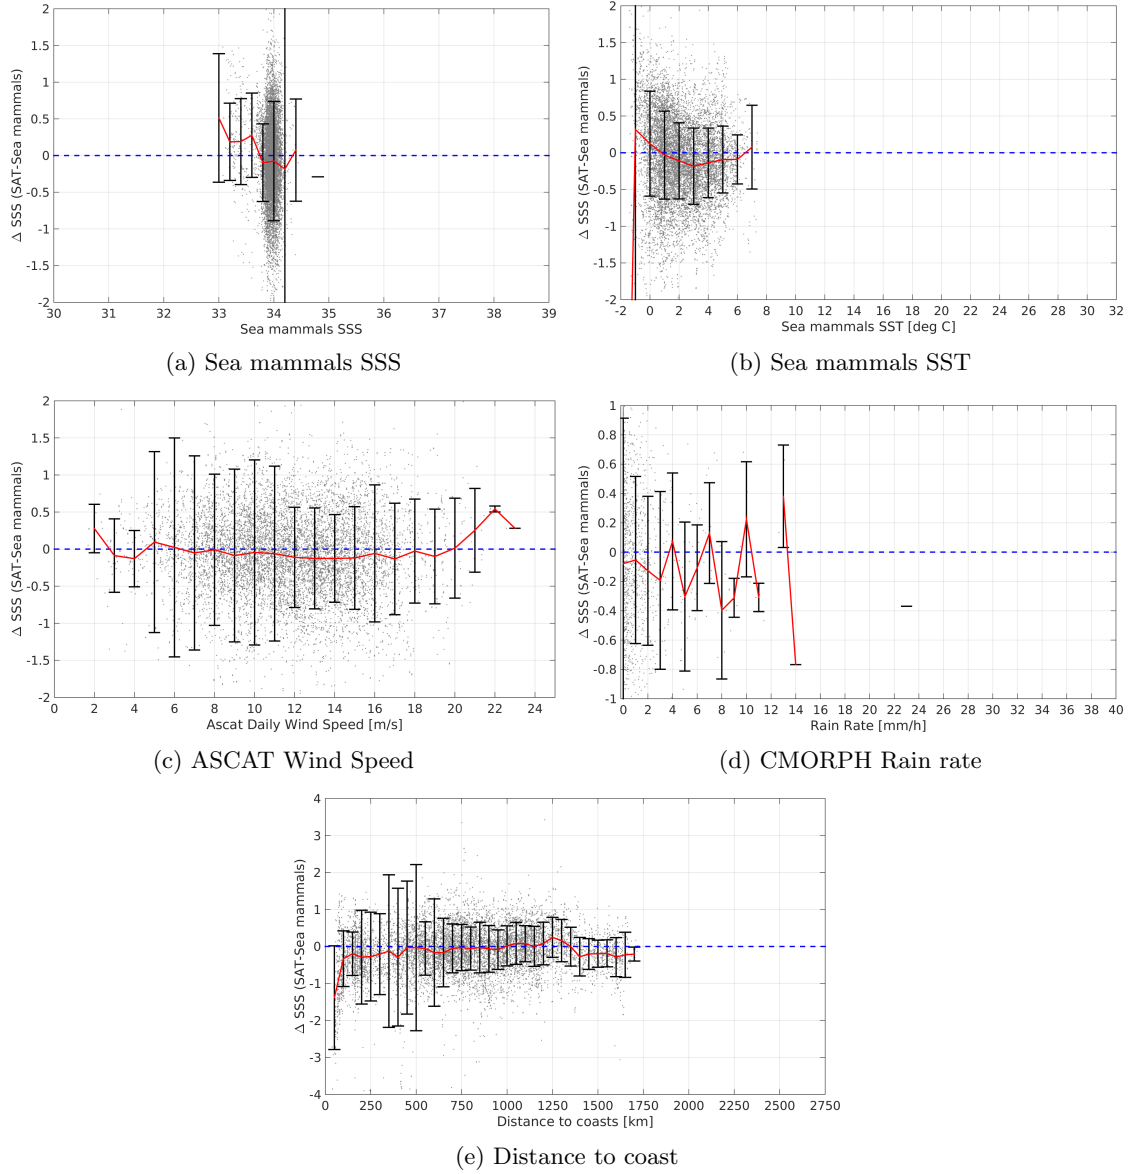 2
1.5
1
0.5
0
-0.5
-1
-1.5
-2
30 31 32 33 34 35 36 37 38 39
Δ SSS (SAT-Sea mammals)
Sea mammals SSS
(a) Sea mammals SSS
2
1.5
1
0.5
0
-0.5
-1
-1.5
-2
-2 0 2 4 6 8 10 12 14 16 18 20 22 24 26 28 30 32
Δ SSS (SAT-Sea mammals)
Sea mammals SST [deg C]
(b) Sea mammals SST
2
1.5
1
0.5
0
-0.5
-1
-1.5
-2
0 2 4 6 8 10 12 14 16 18 20 22 24
Δ SSS (SAT-Sea mammals)
Ascat Daily Wind Speed [m/s]
(c) ASCAT Wind Speed
1
0.8
0.6
0.4
0.2
0
-0.2
-0.4
-0.6
-0.8
-1
0 2 4 6 8 10 12 14 16 18 20 22 24 26 28 30 32 34 36 38 40
Δ SSS (SAT-Sea mammals)
Rain Rate [mm/h]
(d) CMORPH Rain rate
4
3
2
1
0
-1
-2
-3
-4
0 250 500 750 1000 1250 1500 1750 2000 2250 2500 2750
Δ SSS (SAT-Sea mammals)
Distance to coasts [km]
(e) Distance to coast